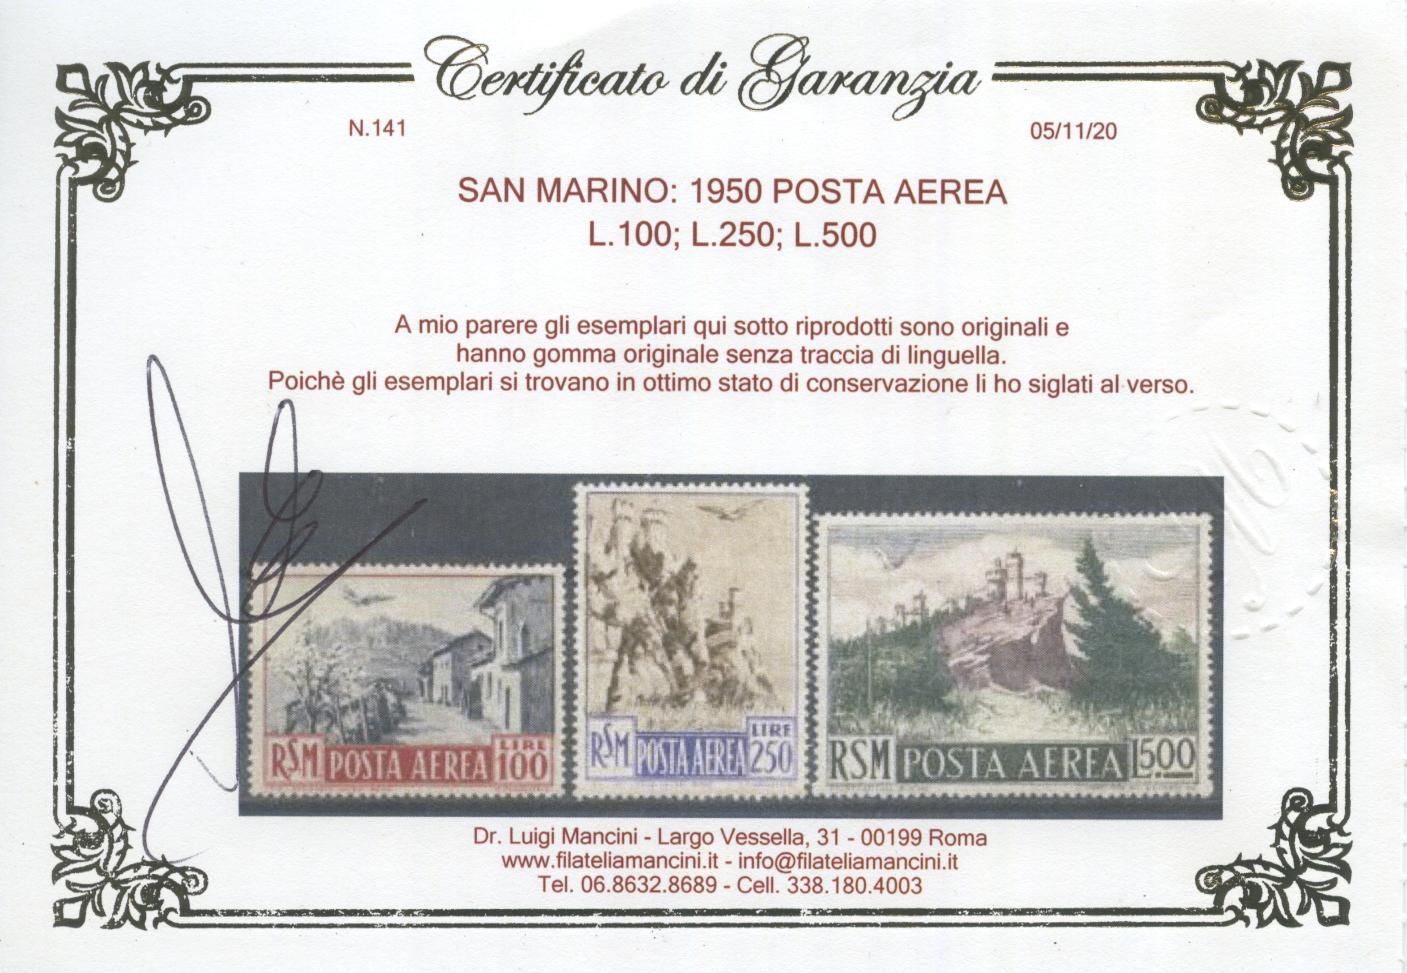 Certificato di Garanzia
N.141
05/11/20
SAN MARINO: 1950 POSTA AEREA
L.100; L.250; L.500
A mio parere gli esemplari qui sotto riprodotti sono originali e
hanno gomma originale senza traccia di linguella.
Poichè gli esemplari si trovano in ottimo stato di conservazione li ho siglati al verso.
RSM POSTA AEREA LIRE 100
RSM POSTA AEREA LIRE 250
RSM POSTA AEREA L.500
Dr. Luigi Mancini - Largo Vessella, 31 - 00199 Roma
www.filateliamancini.it - info@filateliamancini.it
Tel. 06.8632.8689 - Cell. 338.180.4003